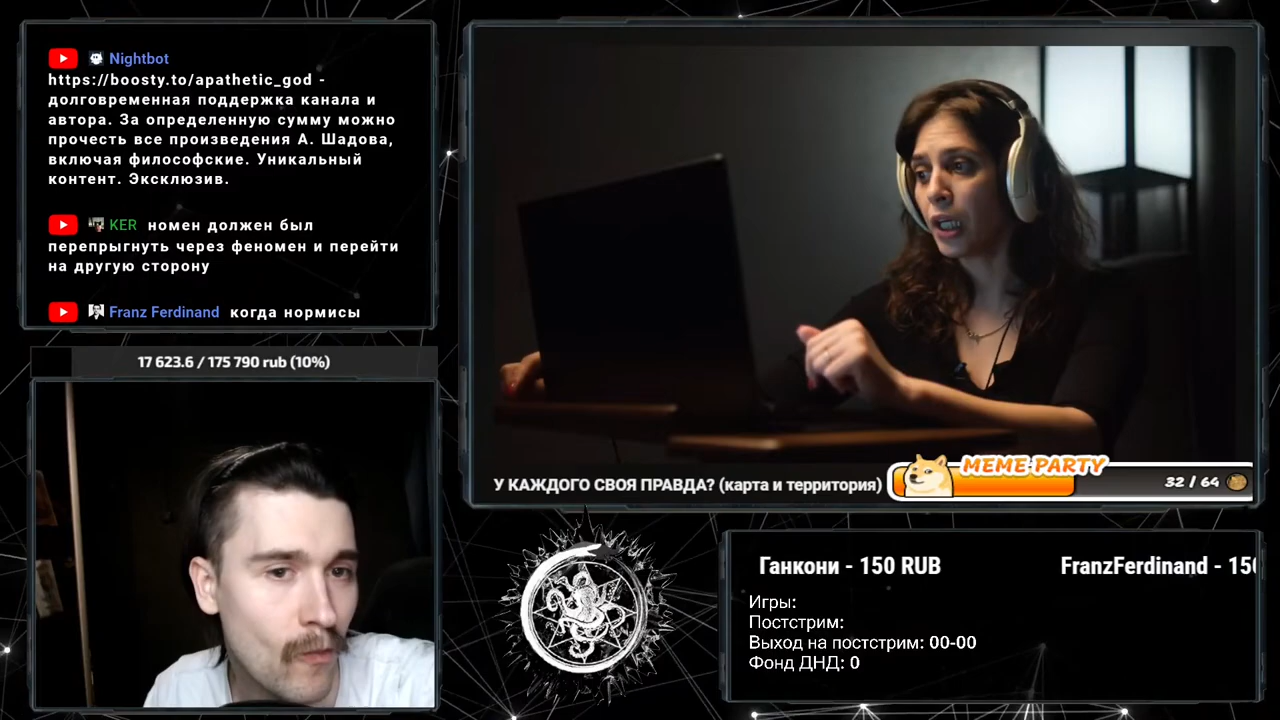 Nightbot
https://boosty.to/apathetic_god -
долговременная поддержка канала и
автора. За определенную сумму можно
прочесть все произведения А. Шадова,
включая философские. Уникальный
контент. Эксклюзив.
KER номен должен был
перепрыгнуть через феномен и перейти
на другую сторону
Franz Ferdinand когда нормисы
17 623.6 / 175 790 rub (10%)
У КАЖДОГО СВОЯ ПРАВДА? (карта и территория)
MEME PARTY
32 / 64
Ганкони - 150 RUB
FranzFerdinand - 150
Игры:
Постстрим:
Выход на постстрим: 00-00
Фонд ДНД: 0